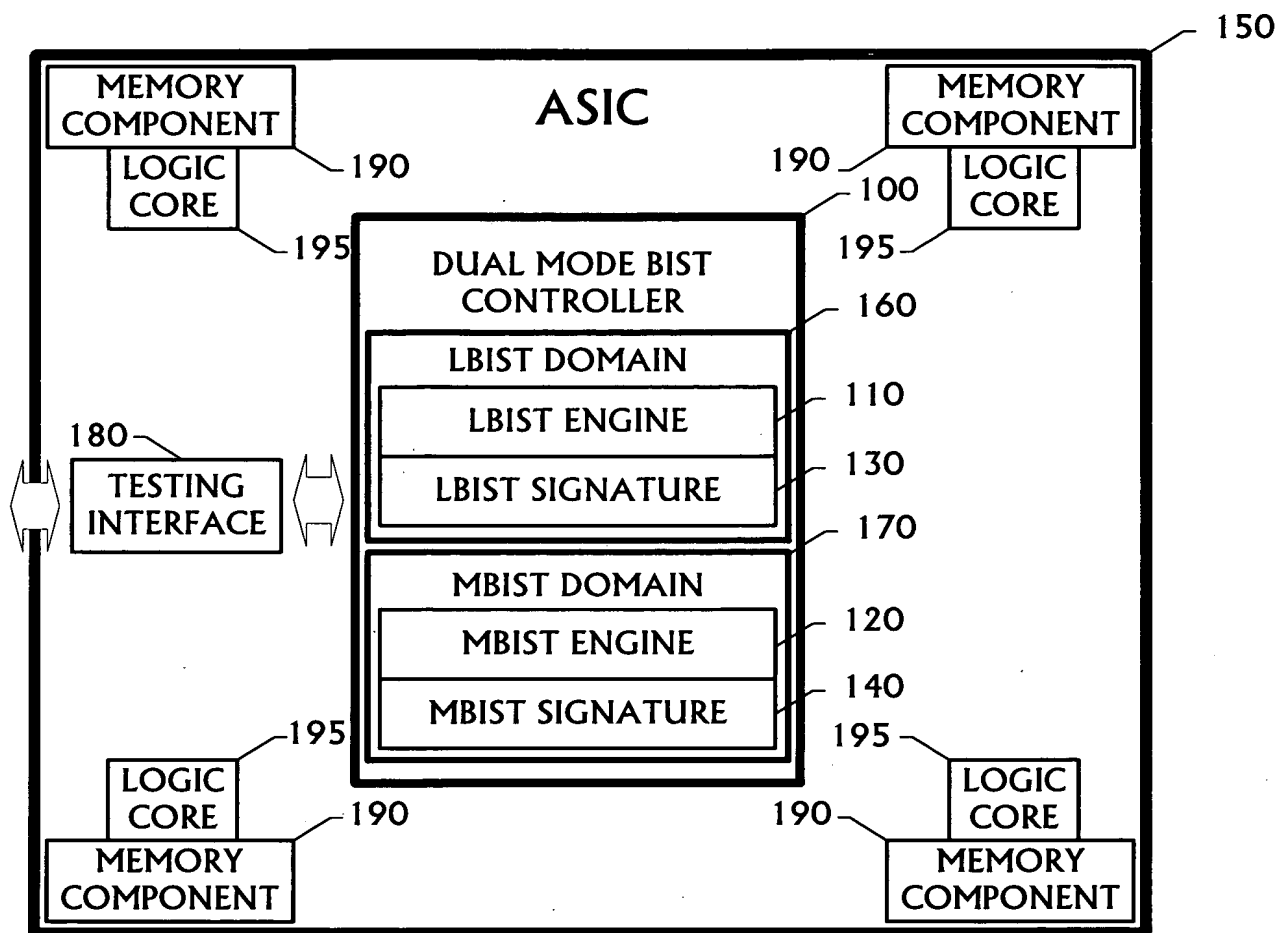 150
MEMORY
COMPONENT
ASIC
MEMORY
COMPONENT
LOGIC
CORE
190
190
LOGIC
CORE
100
195
195
DUAL MODE BIST
CONTROLLER
160
LBIST DOMAIN
110
LBIST ENGINE
180
130
TESTING
INTERFACE
LBIST SIGNATURE
170
MBIST DOMAIN
120
MBIST ENGINE
140
MBIST SIGNATURE
195
195
LOGIC
CORE
LOGIC
CORE
190
190
MEMORY
COMPONENT
MEMORY
COMPONENT